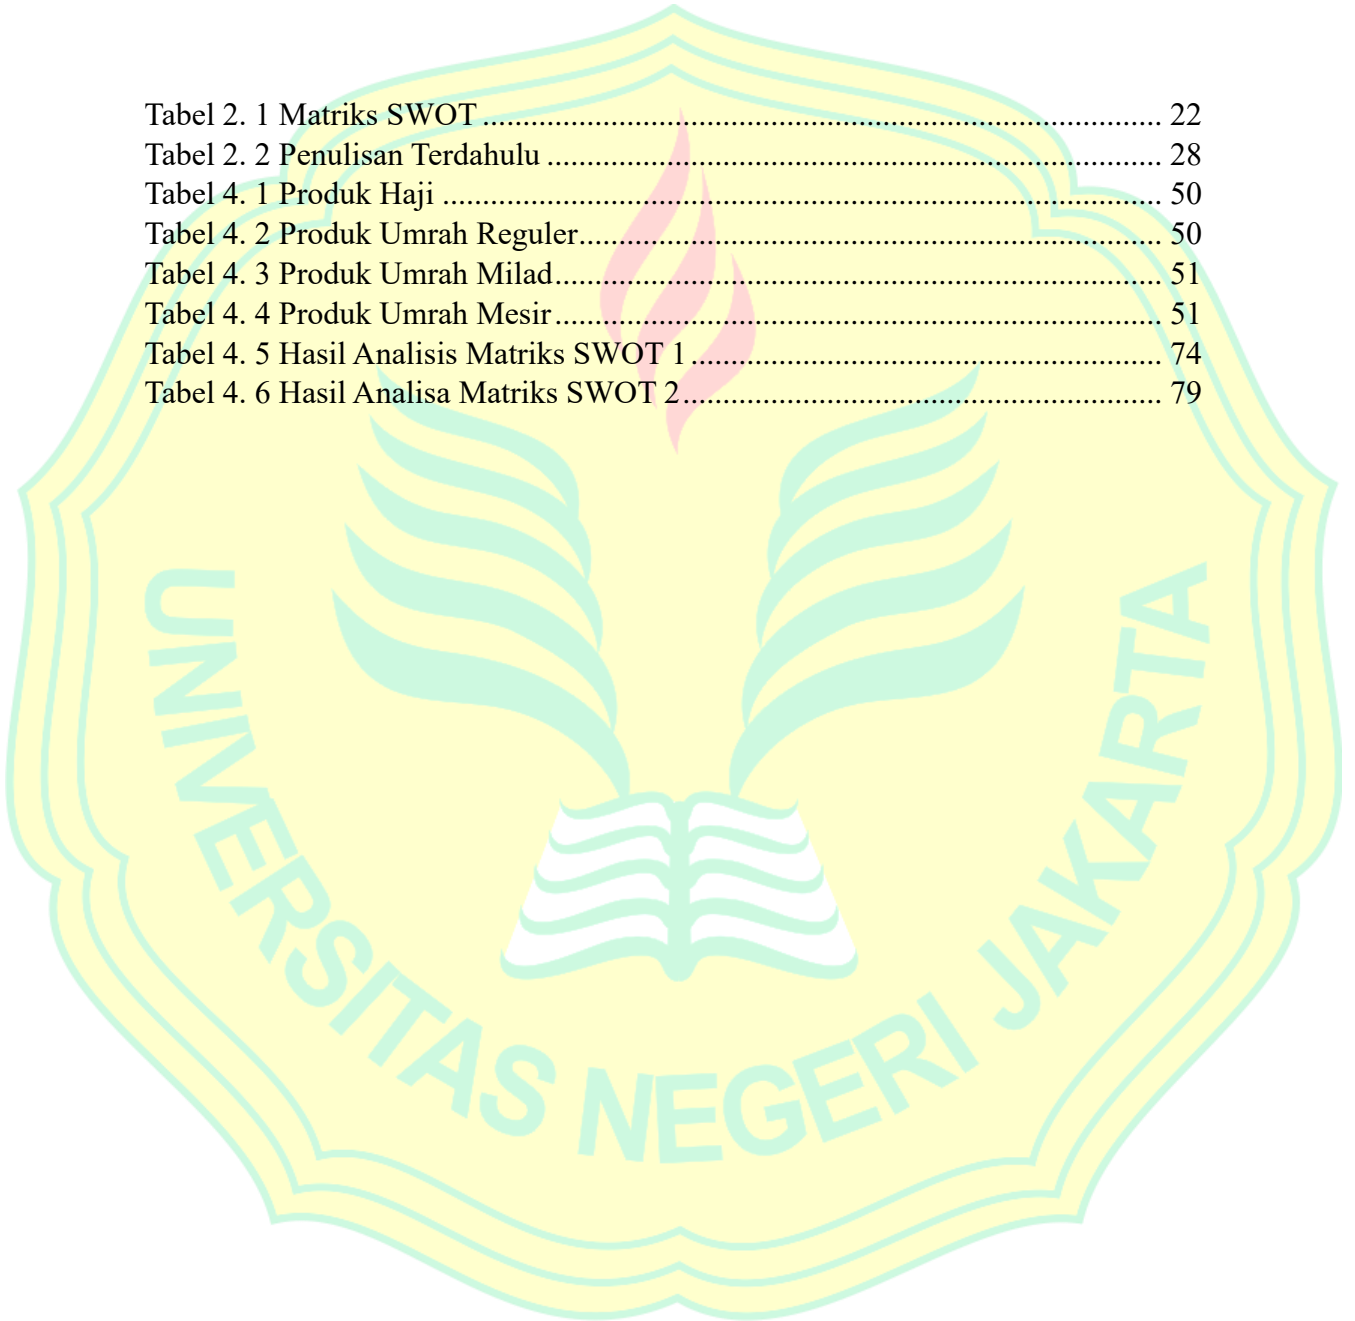 Tabel 2. 1 Matriks SWOT ..................................................................................... 22
Tabel 2. 2 Penulisan Terdahulu ............................................................................. 28
Tabel 4. 1 Produk Haji .......................................................................................... 50
Tabel 4. 2 Produk Umrah Reguler......................................................................... 50
Tabel 4. 3 Produk Umrah Milad............................................................................ 51
Tabel 4. 4 Produk Umrah Mesir............................................................................ 51
Tabel 4. 5 Hasil Analisis Matriks SWOT 1........................................................... 74
Tabel 4. 6 Hasil Analisa Matriks SWOT 2............................................................ 79
UNIVERSITAS NEGERI JAKARTA